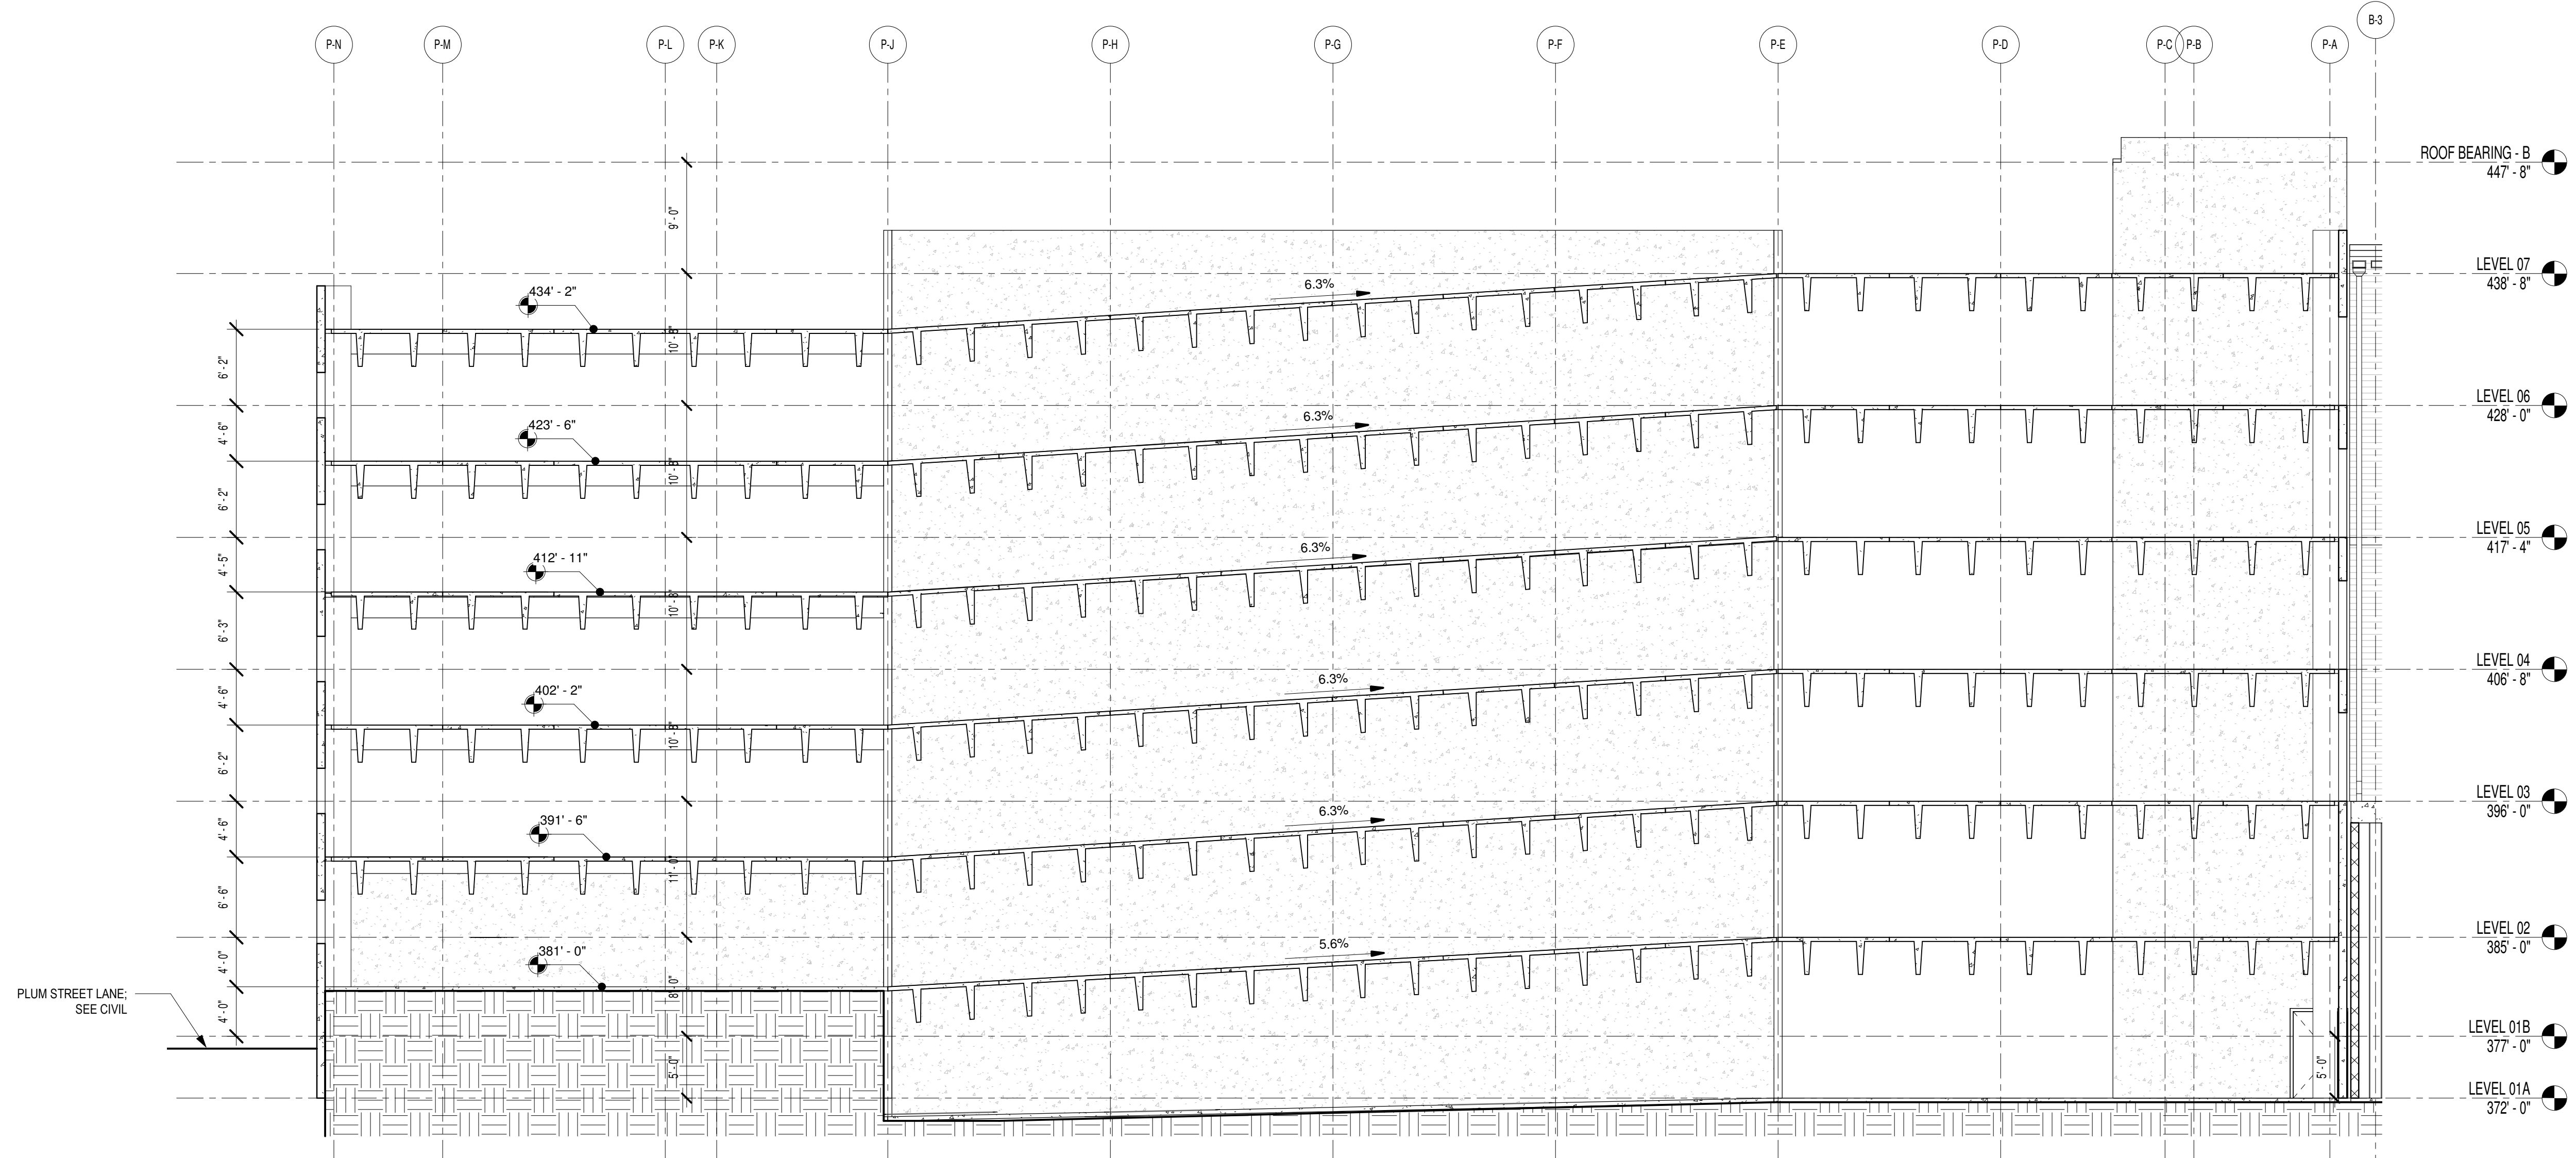 P-N
P-M
P-L
P-K
P-J
P-H
P-G
P-F
P-E
P-D
P-C
P-B
P-A
B-3
ROOF BEARING - B
447' - 8"
9' - 0"
LEVEL 07
438' - 8"
434' - 2"
6.3%
10' - 8"
6' - 2"
LEVEL 06
428' - 0"
423' - 6"
6.3%
4' - 6"
10' - 8"
6' - 2"
LEVEL 05
417' - 4"
412' - 11"
6.3%
4' - 5"
10' - 8"
6' - 3"
LEVEL 04
406' - 8"
402' - 2"
6.3%
4' - 6"
10' - 8"
6' - 2"
LEVEL 03
396' - 0"
391' - 6"
6.3%
4' - 6"
11' - 0"
6' - 6"
LEVEL 02
385' - 0"
381' - 0"
5.6%
4' - 0"
8' - 0"
PLUM STREET LANE;
SEE CIVIL
4' - 0"
LEVEL 01B
377' - 0"
5' - 0"
5' - 0"
LEVEL 01A
372' - 0"